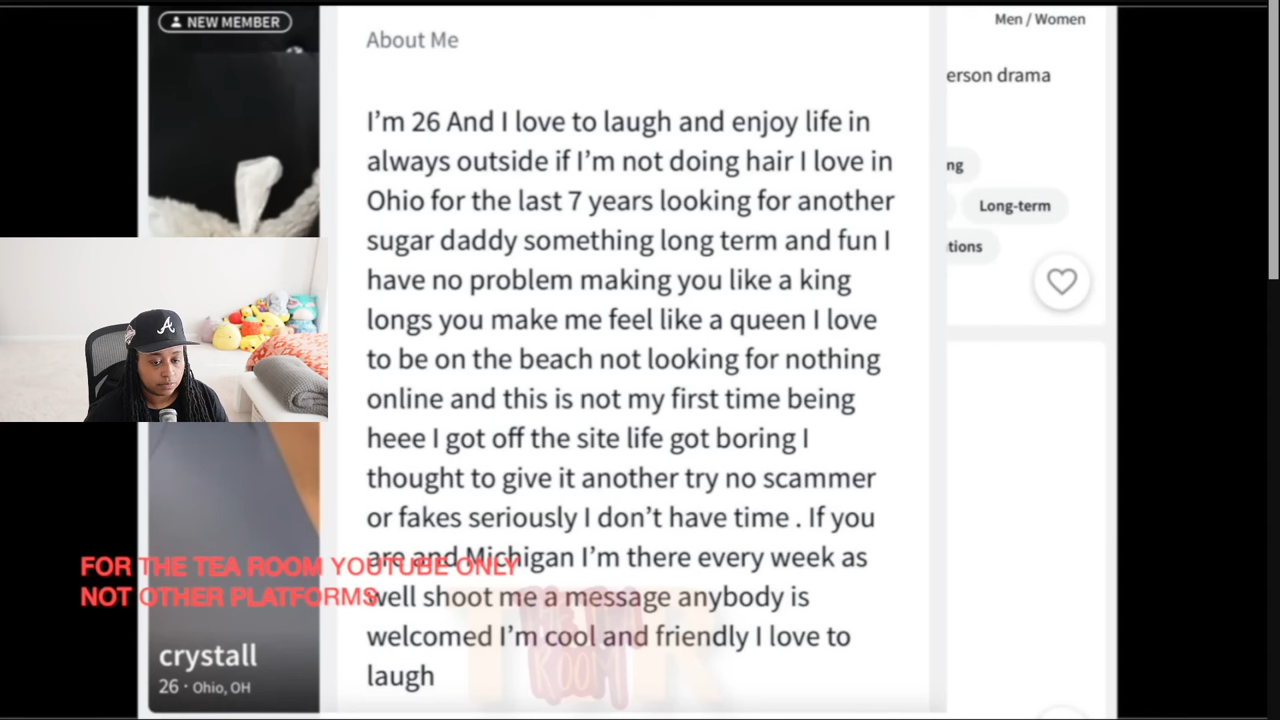 NEW MEMBER
Men / Women
About Me
erson drama
I'm 26 And I love to laugh and enjoy life in
always outside if I'm not doing hair I love in
Ohio for the last 7 years looking for another
sugar daddy something long term and fun I
have no problem making you like a king
longs you make me feel like a queen I love
to be on the beach not looking for nothing
online and this is not my first time being
heee I got off the site life got boring I
thought to give it another try no scammer
or fakes seriously I don't have time . If you
are and Michigan I'm there every week as
well shoot me a message anybody is
welcomed I'm cool and friendly I love to
laugh
ng
Long-term
tions
A
FOR THE TEA ROOM YOUTUBE ONLY
NOT OTHER PLATFORMS
THE TEA
ROOM
crystall
26 · Ohio, OH